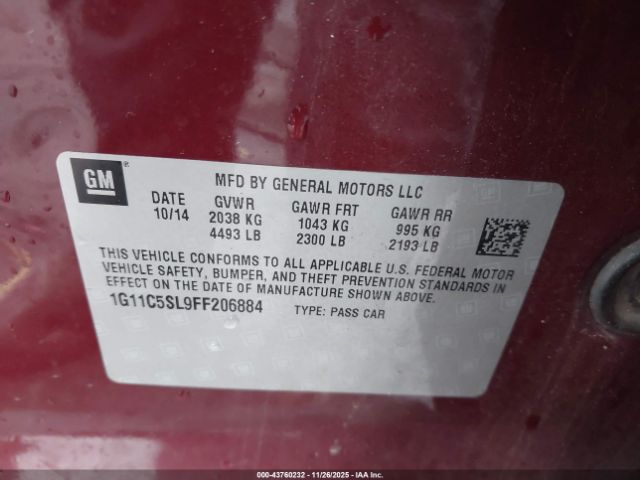 GM®
MFD BY GENERAL MOTORS LLC
DATE GVWR GAWR FRT GAWR RR
10/14 2038 KG 1043 KG 995 KG
4493 LB 2300 LB 2193 LB
THIS VEHICLE CONFORMS TO ALL APPLICABLE U.S. FEDERAL MOTOR
VEHICLE SAFETY, BUMPER, AND THEFT PREVENTION STANDARDS IN
EFFECT ON THE DATE OF MANUFACTURE SHOWN ABOVE.
1G11C5SL9FF206884 TYPE: PASS CAR
000-43760232 - 11/26/2025 - IAA Inc.